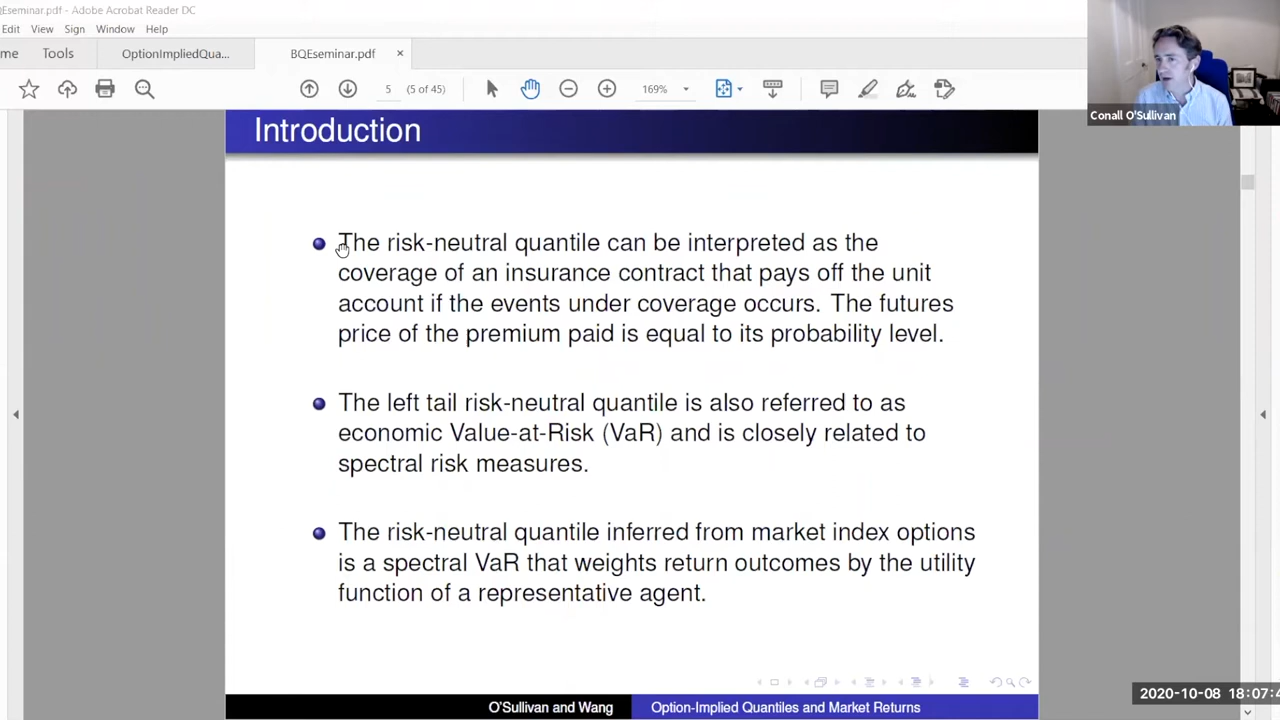 Eseminar.pdf - Adobe Acrobat Reader DC
Edit View Sign Window Help
me Tools OptionImpliedQua... BQEseminar.pdf ×
5 (5 of 45) 169%
Conall O'Sullivan
Introduction
The risk-neutral quantile can be interpreted as the
coverage of an insurance contract that pays off the unit
account if the events under coverage occurs. The futures
price of the premium paid is equal to its probability level.
The left tail risk-neutral quantile is also referred to as
economic Value-at-Risk (VaR) and is closely related to
spectral risk measures.
The risk-neutral quantile inferred from market index options
is a spectral VaR that weights return outcomes by the utility
function of a representative agent.
O'Sullivan and Wang Option-Implied Quantiles and Market Returns
2020-10-08 18:07:4